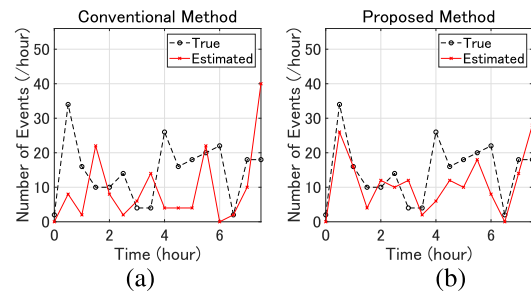 Conventional Method
Proposed Method
True
Estimated
True
Estimated
Number of Events (/hour)
50
40
30
20
10
0
0 2 4 6
Time (hour)
Number of Events (/hour)
50
40
30
20
10
0
0 2 4 6
Time (hour)
(a)
(b)